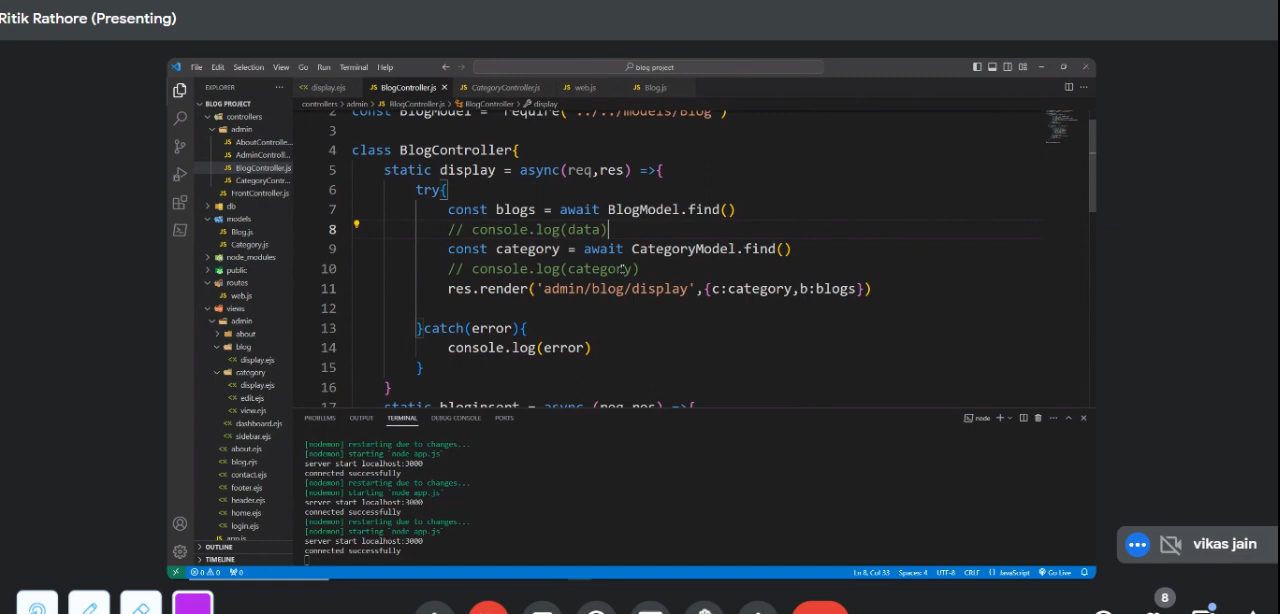 Ritik Rathore (Presenting)
File Edit Selection View Go Run Terminal Help
blog project
EXPLORER
display.ejs
BlogController.js
CategoryController.js
web.js
Blog.js
controllers > admin > BlogController.js > BlogController > display
BLOG PROJECT
controllers
admin
AboutControlle...
AdminControll...
BlogController.js
CategoryContr...
FrontController.js
db
models
Blog.js
Category.js
node_modules
public
routes
web.js
views
admin
about
blog
display.ejs
category
display.ejs
edit.ejs
view.ejs
dashboard.ejs
sidebar.ejs
about.ejs
blog.ejs
contact.ejs
footer.ejs
header.ejs
home.ejs
login.ejs
app.js
OUTLINE
TIMELINE
2 const BlogModel = require('../../models/Blog')
3
4 class BlogController{
5 static display = async(req,res) =>{
6 try{
7 const blogs = await BlogModel.find()
8 // console.log(data)
9 const category = await CategoryModel.find()
10 // console.log(category)
11 res.render('admin/blog/display',{c:category,b:blogs})
12
13 }catch(error){
14 console.log(error)
15 }
16 }
17 static bloginsert = async (req,res) =>{
PROBLEMS OUTPUT TERMINAL DEBUG CONSOLE PORTS
node
[nodemon] restarting due to changes...
[nodemon] starting `node app.js`
server start localhost:3000
connected successfully
[nodemon] restarting due to changes...
[nodemon] starting `node app.js`
server start localhost:3000
connected successfully
[nodemon] restarting due to changes...
[nodemon] starting `node app.js`
server start localhost:3000
connected successfully
0 0 0
Ln 8, Col 33 Spaces: 4 UTF-8 CRLF {} JavaScript Go Live
vikas jain
8